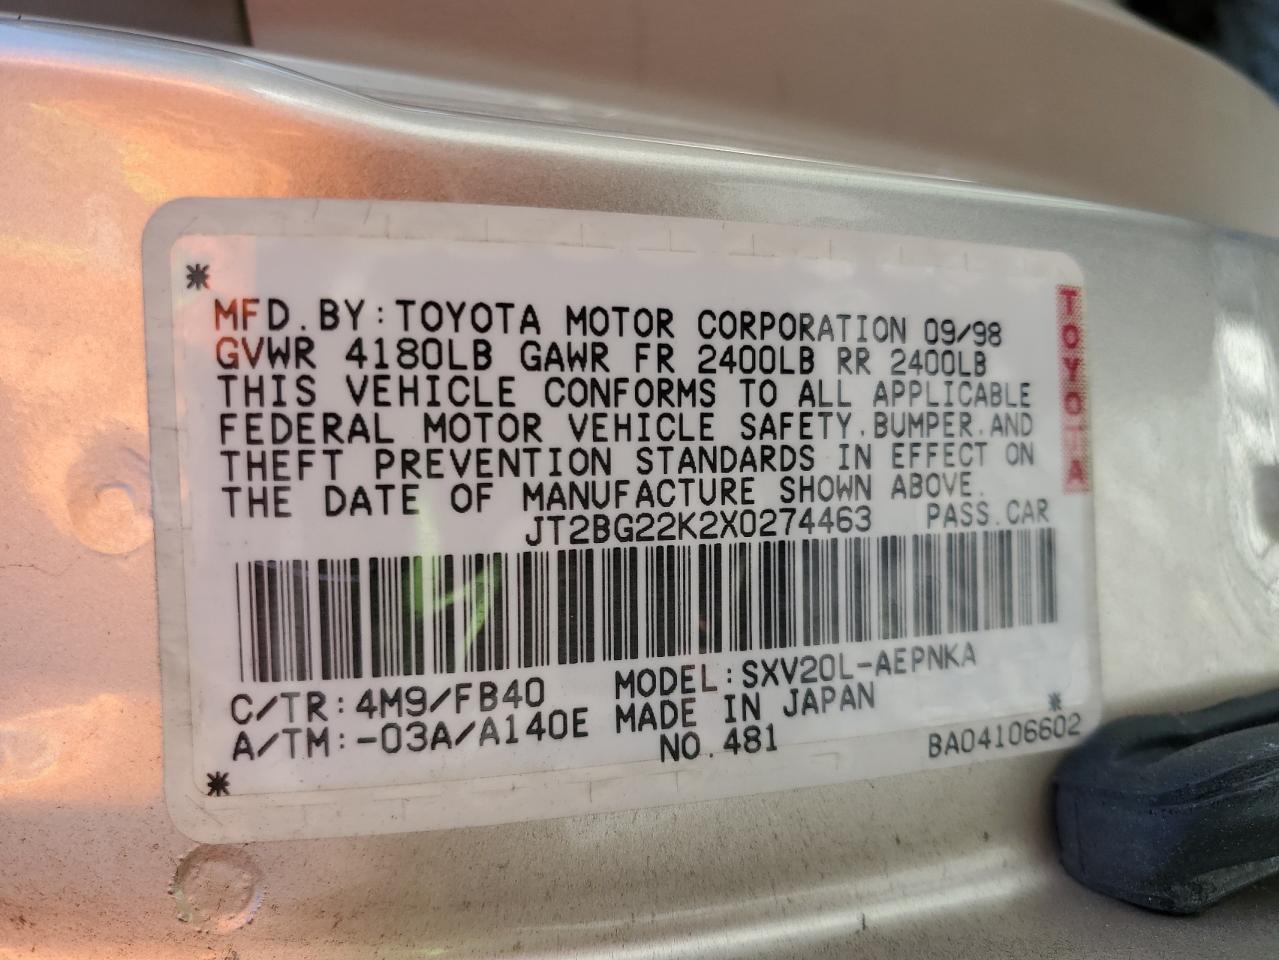 *
MFD.BY:TOYOTA MOTOR CORPORATION 09/98
GVWR 4180LB GAWR FR 2400LB RR 2400LB
THIS VEHICLE CONFORMS TO ALL APPLICABLE
FEDERAL MOTOR VEHICLE SAFETY.BUMPER.AND
THEFT PREVENTION STANDARDS IN EFFECT ON
THE DATE OF MANUFACTURE SHOWN ABOVE.
JT2BG22K2X0274463 PASS.CAR
C/TR:4M9/FB40 MODEL:SXV20L-AEPNKA
A/TM:-03A/A140E MADE IN JAPAN *
* NO.481 BA04106602
TOYOTA